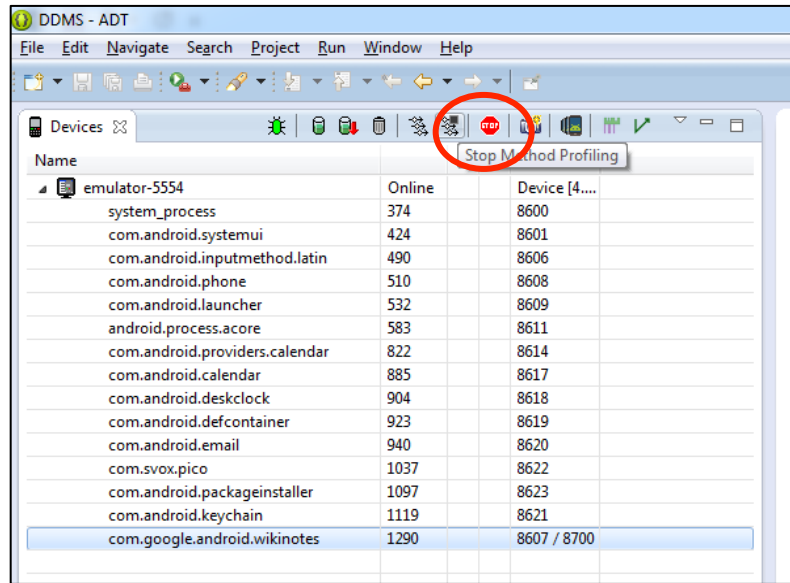 DDMS - ADT
File Edit Navigate Search Project Run Window Help
Devices
STOP
Name
Stop Method Profiling
emulator-5554 Online Device [4....
system_process 374 8600
com.android.systemui 424 8601
com.android.inputmethod.latin 490 8606
com.android.phone 510 8608
com.android.launcher 532 8609
android.process.acore 583 8611
com.android.providers.calendar 822 8614
com.android.calendar 885 8617
com.android.deskclock 904 8618
com.android.defcontainer 923 8619
com.android.email 940 8620
com.svox.pico 1037 8622
com.android.packageinstaller 1097 8623
com.android.keychain 1119 8621
com.google.android.wikinotes 1290 8607 / 8700